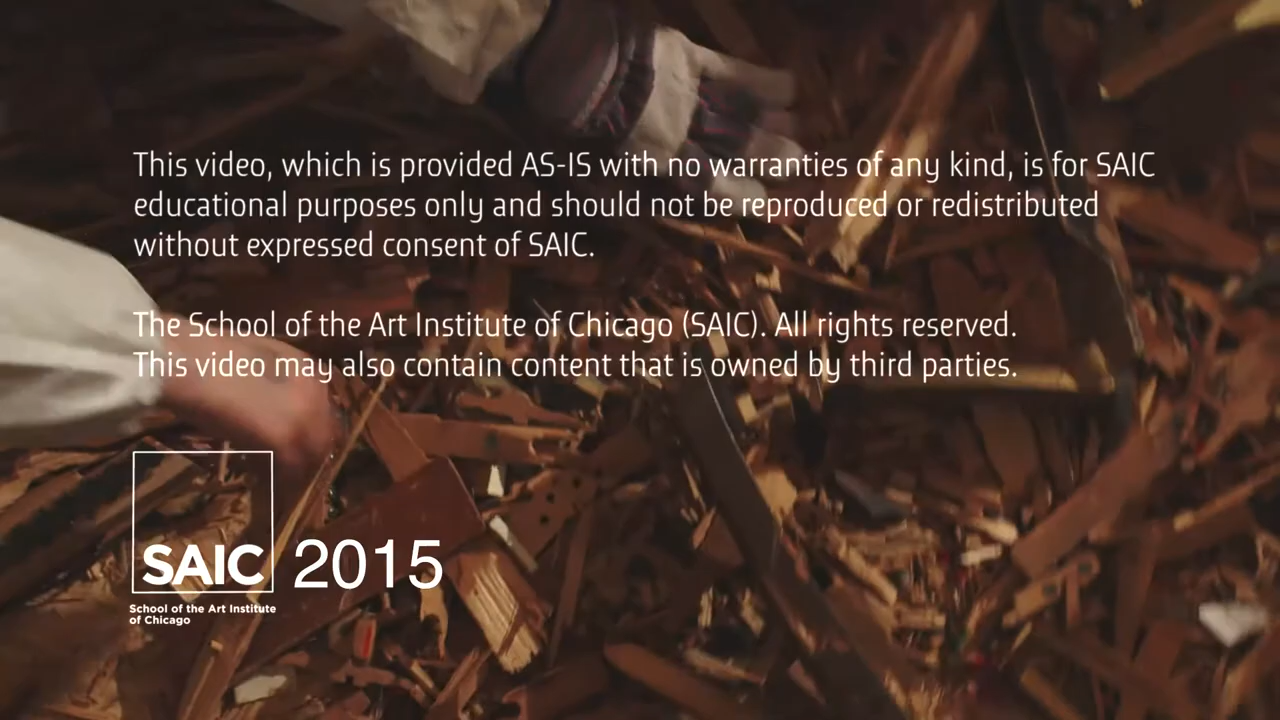 This video, which is provided AS-IS with no warranties of any kind, is for SAIC
educational purposes only and should not be reproduced or redistributed
without expressed consent of SAIC.
The School of the Art Institute of Chicago (SAIC). All rights reserved.
This video may also contain content that is owned by third parties.
SAIC 2015
School of the Art Institute
of Chicago